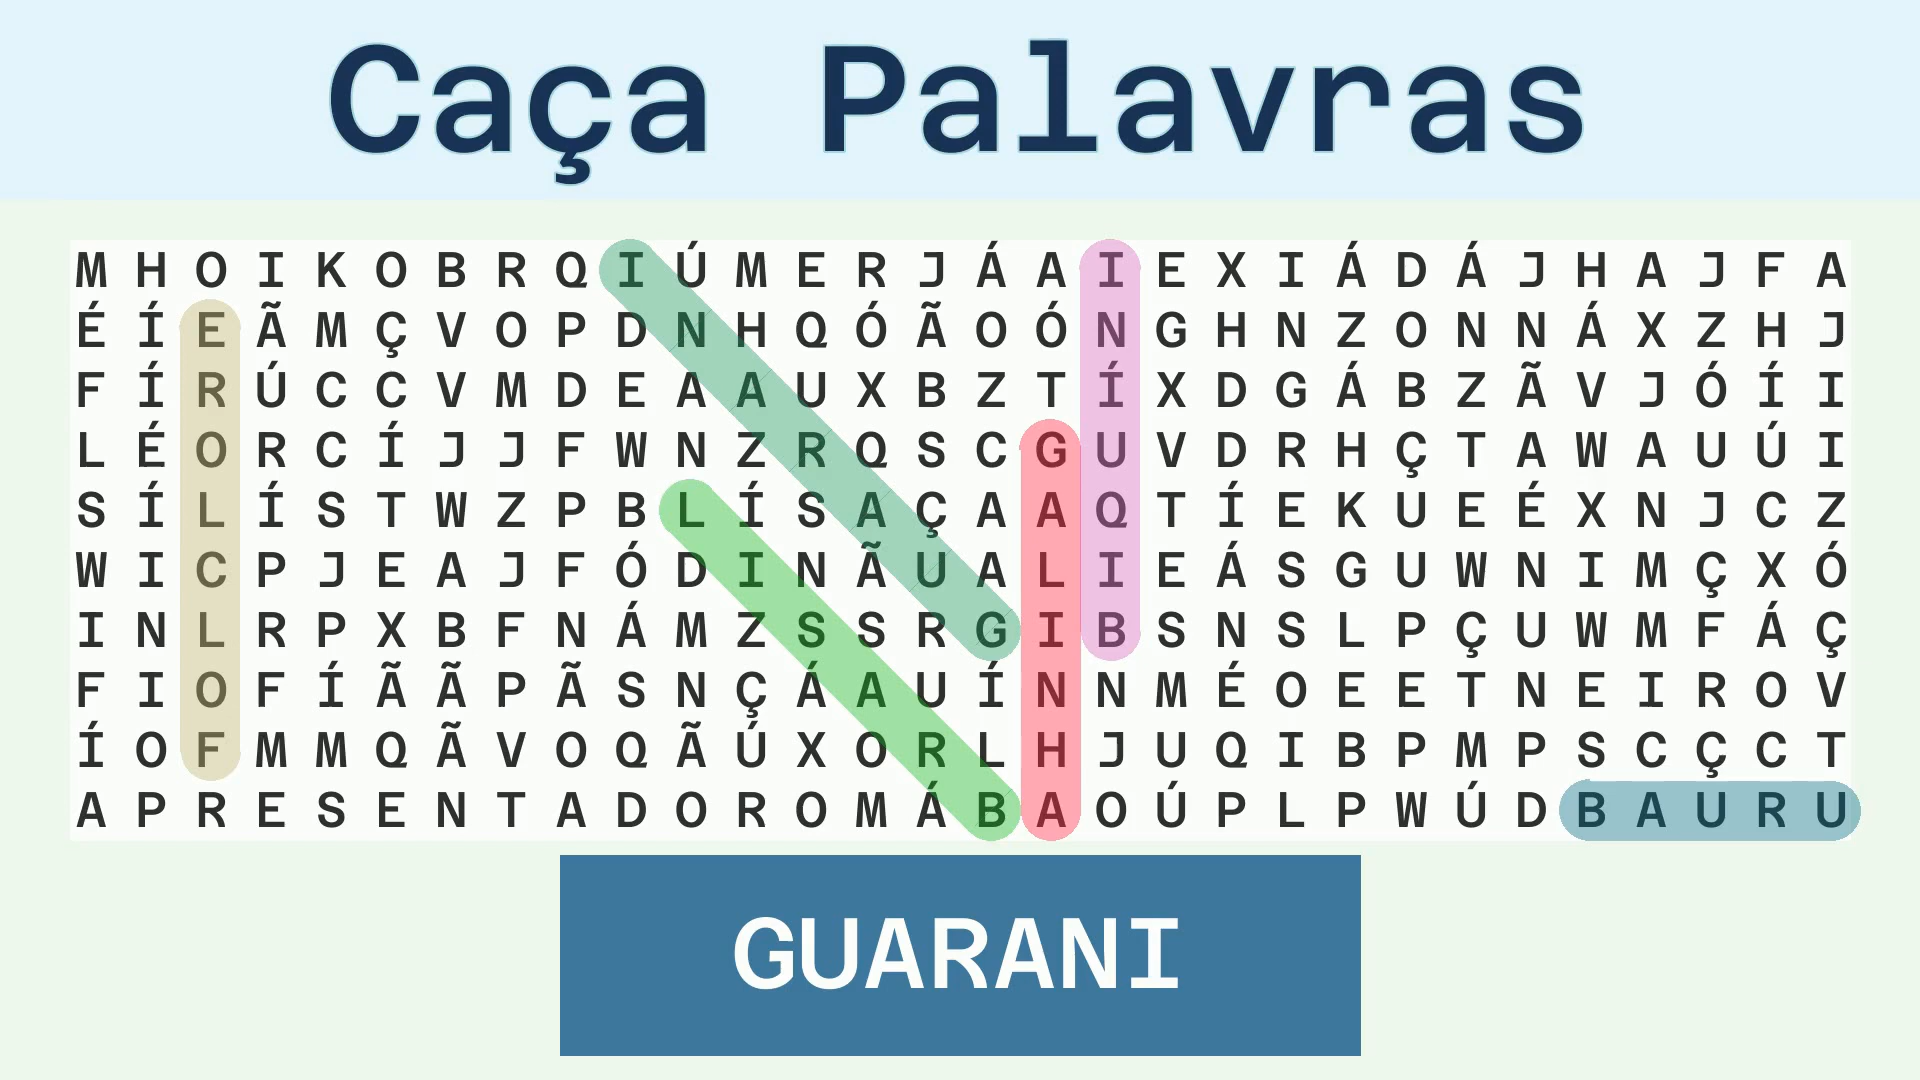 Caça Palavras
M H O I K O B R Q I Ú M E R J Á A I E X I Á D Á J H A J F A
É Í E Ã M Ç V O P D N H Q Ó Ã O Ó N G H N Z O N N Á X Z H J
F Í R Ú C C V M D E A A U X B Z T Í X D G Á B Z Ã V J Ó Í I
L É O R C Í J J F W N Z R Q S C G U V D R H Ç T A W A U Ú I
S Í L Í S T W Z P B L Í S A Ç A A Q T Í E K U E É X N J C Z
W I C P J E A J F Ó D I N Ã U A L I E Á S G U W N I M Ç X Ó
I N L R P X B F N Á M Z S S R G I B S N S L P Ç U W M F Á Ç
F I O F Í Ã Ã P Ã S N Ç Á A U Í N N M É O E E T N E I R O V
Í O F M M Q Ã V O Q Ã Ú X O R L H J U Q I B P M P S C Ç C T
A P R E S E N T A D O R O M Á B A O Ú P L P W Ú D B A U R U
GUARANI